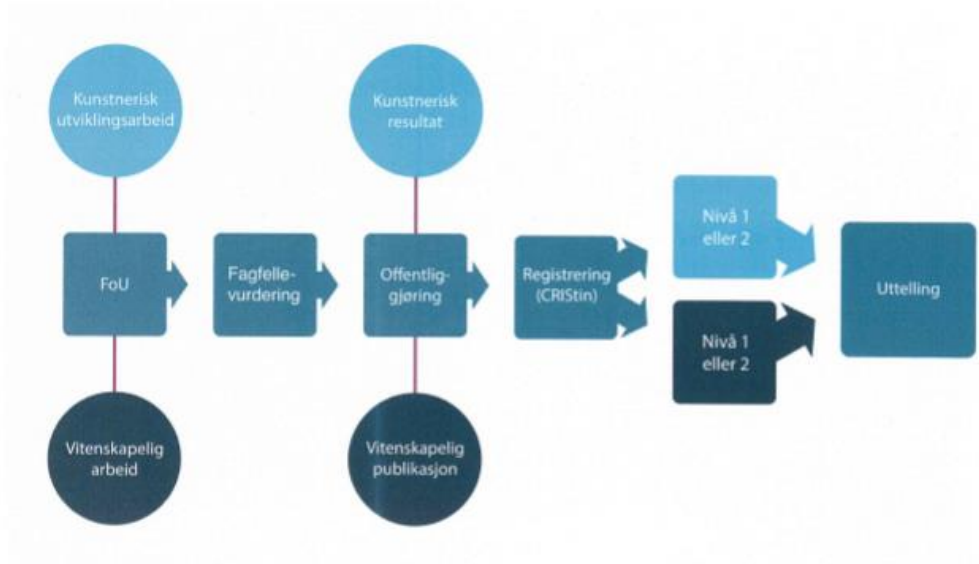 Kunstnerisk
utviklingsarbeid
Kunstnerisk
resultat
FoU
Fagfelle-
vurdering
Offentlig-
gjøring
Registrering
(CRIStin)
Nivå 1
eller 2
Nivå 1
eller 2
Uttelling
Vitenskapelig
arbeid
Vitenskapelig
publikasjon